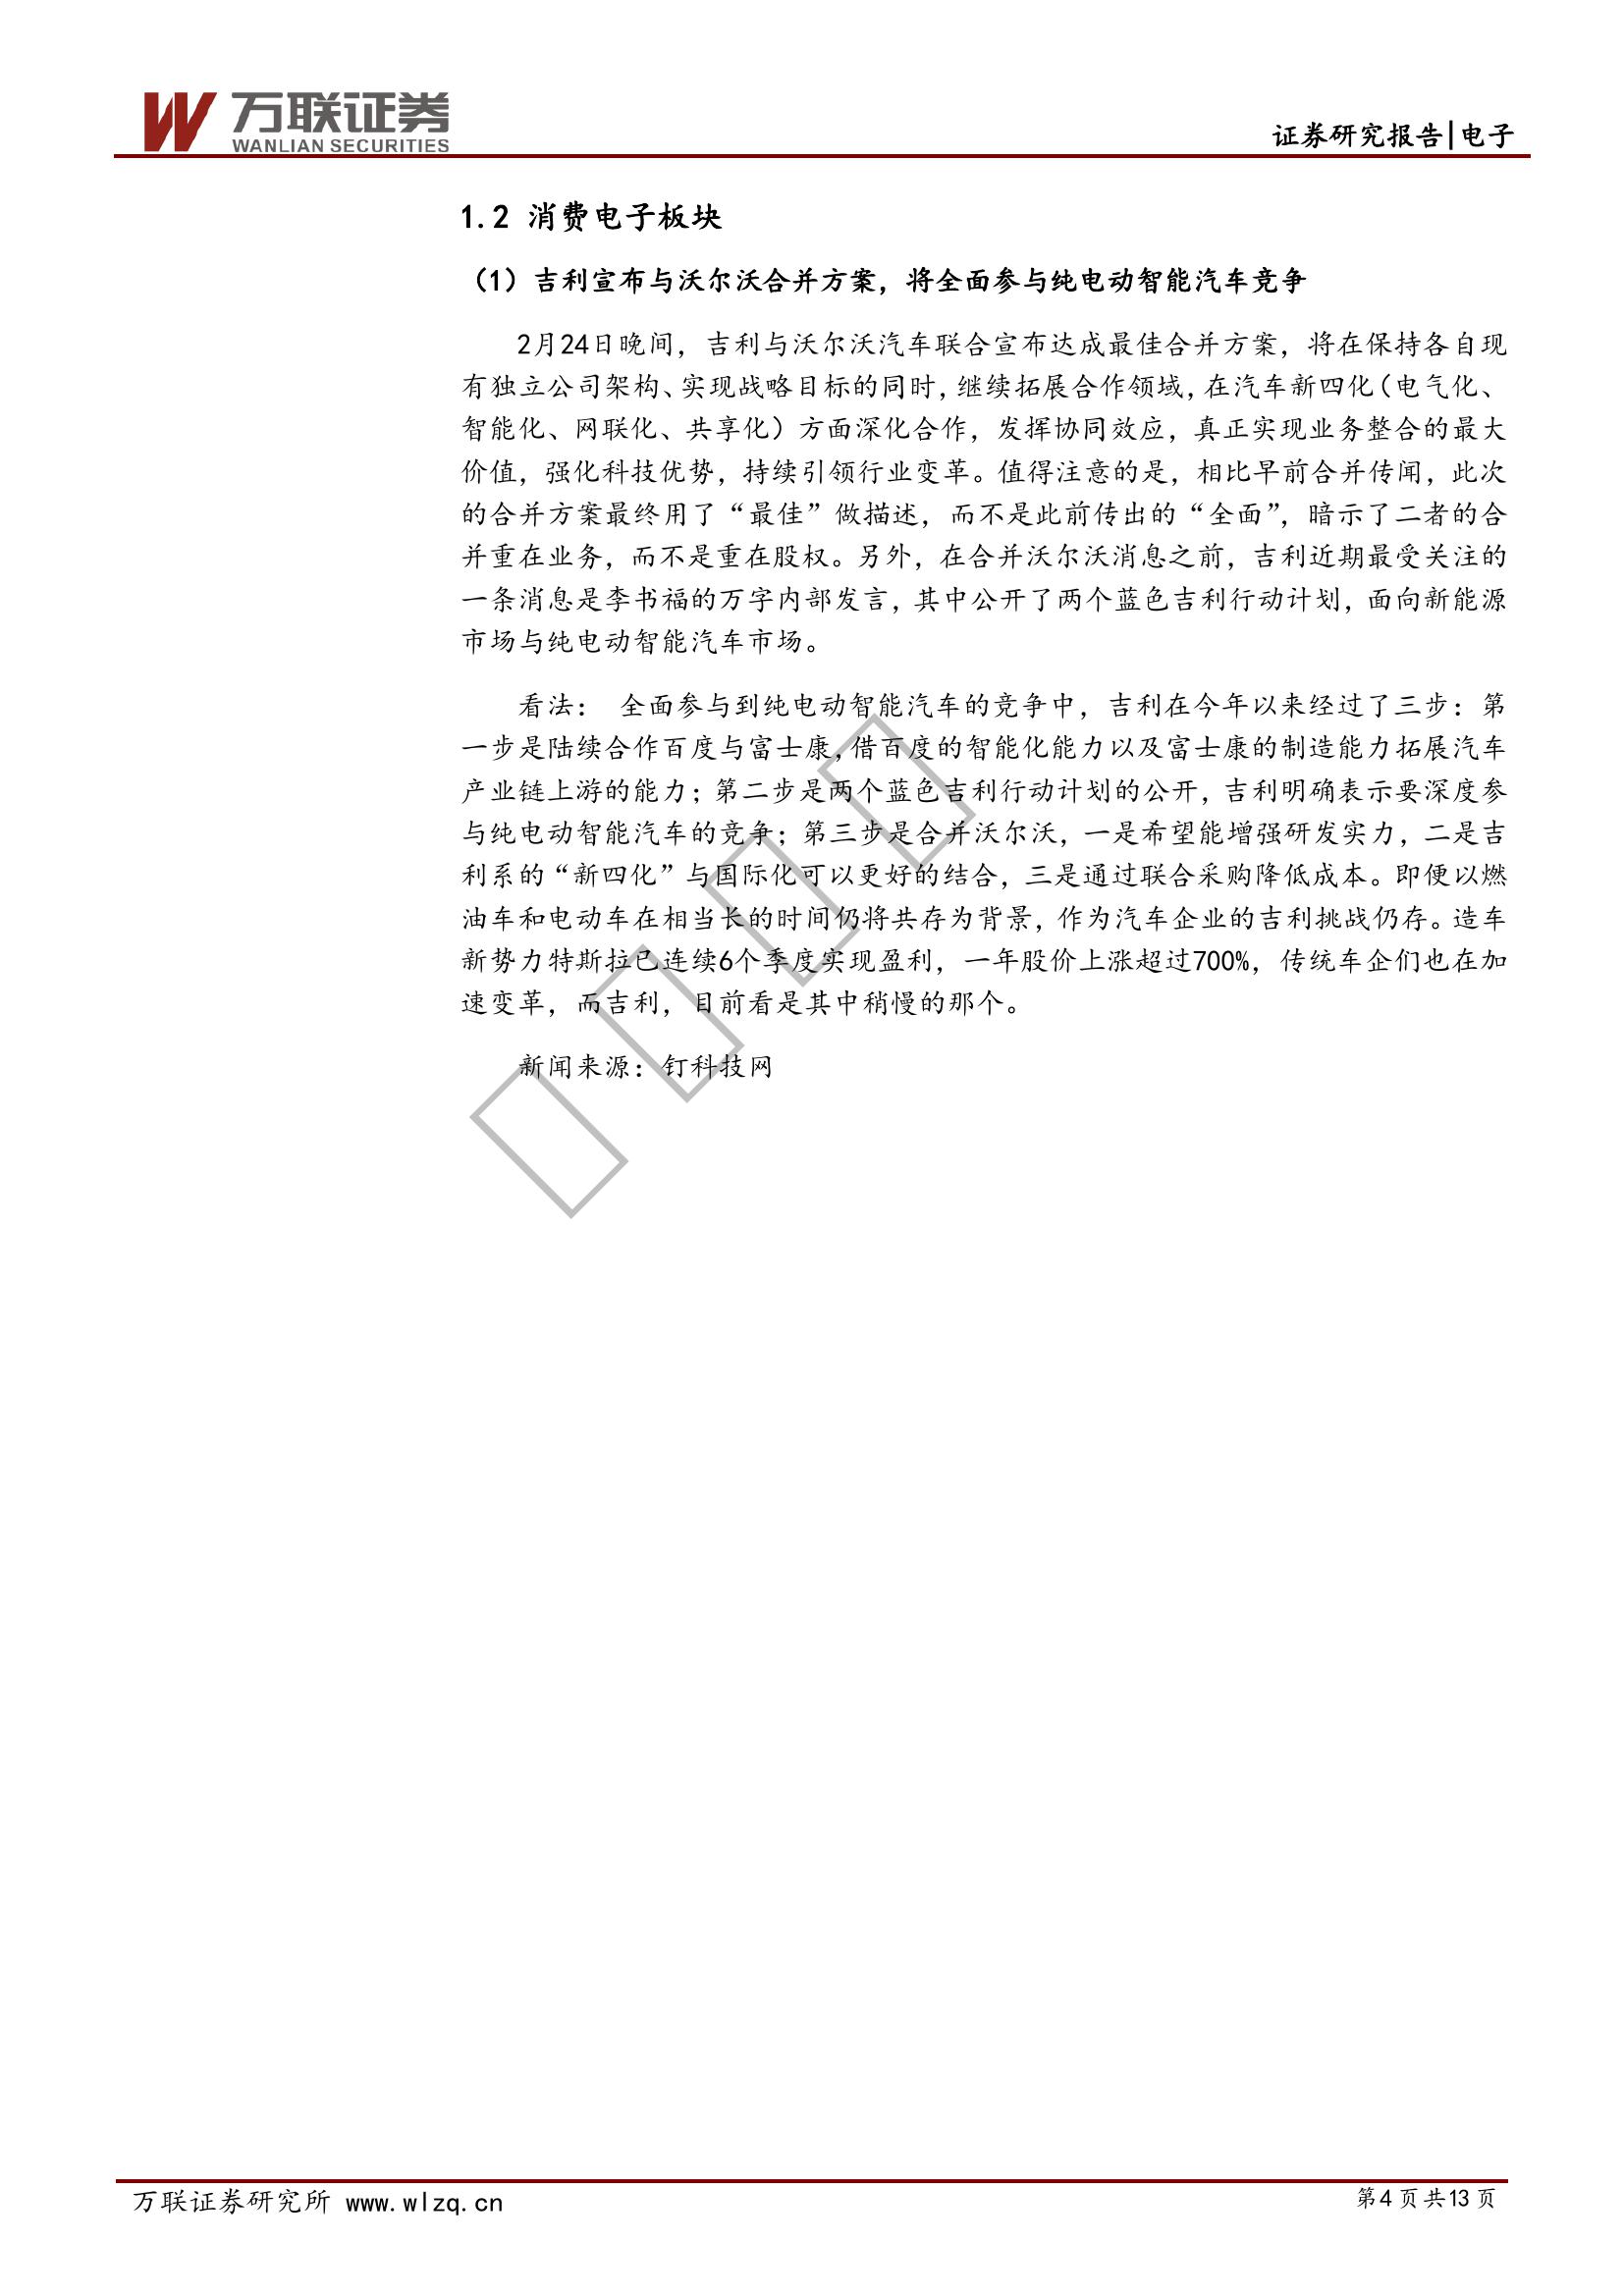 万联证券
WANLIAN SECURITIES
证券研究报告|电子
1.2 消费电子板块
（1）吉利宣布与沃尔沃合并方案，将全面参与纯电动智能汽车竞争
2月24日晚间，吉利与沃尔沃汽车联合宣布达成最佳合并方案，将在保持各自现
有独立公司架构、实现战略目标的同时，继续拓展合作领域，在汽车新四化（电气化、
智能化、网联化、共享化）方面深化合作，发挥协同效应，真正实现业务整合的最大
价值，强化科技优势，持续引领行业变革。值得注意的是，相比早前合并传闻，此次
的合并方案最终用了“最佳”做描述，而不是此前传出的“全面”，暗示了二者的合
并重在业务，而不是重在股权。另外，在合并沃尔沃消息之前，吉利近期最受关注的
一条消息是李书福的万字内部发言，其中公开了两个蓝色吉利行动计划，面向新能源
市场与纯电动智能汽车市场。
看法： 全面参与到纯电动智能汽车的竞争中，吉利在今年以来经过了三步：第
一步是陆续合作百度与富士康，借百度的智能化能力以及富士康的制造能力拓展汽车
产业链上游的能力；第二步是两个蓝色吉利行动计划的公开，吉利明确表示要深度参
与纯电动智能汽车的竞争；第三步是合并沃尔沃，一是希望能增强研发实力，二是吉
利系的“新四化”与国际化可以更好的结合，三是通过联合采购降低成本。即便以燃
油车和电动车在相当长的时间仍将共存为背景，作为汽车企业的吉利挑战仍存。造车
新势力特斯拉已连续6个季度实现盈利，一年股价上涨超过700%，传统车企们也在加
速变革，而吉利，目前看是其中稍慢的那个。
新闻来源：钉科技网
万联证券研究所 www.wlzq.cn
第4页共13页